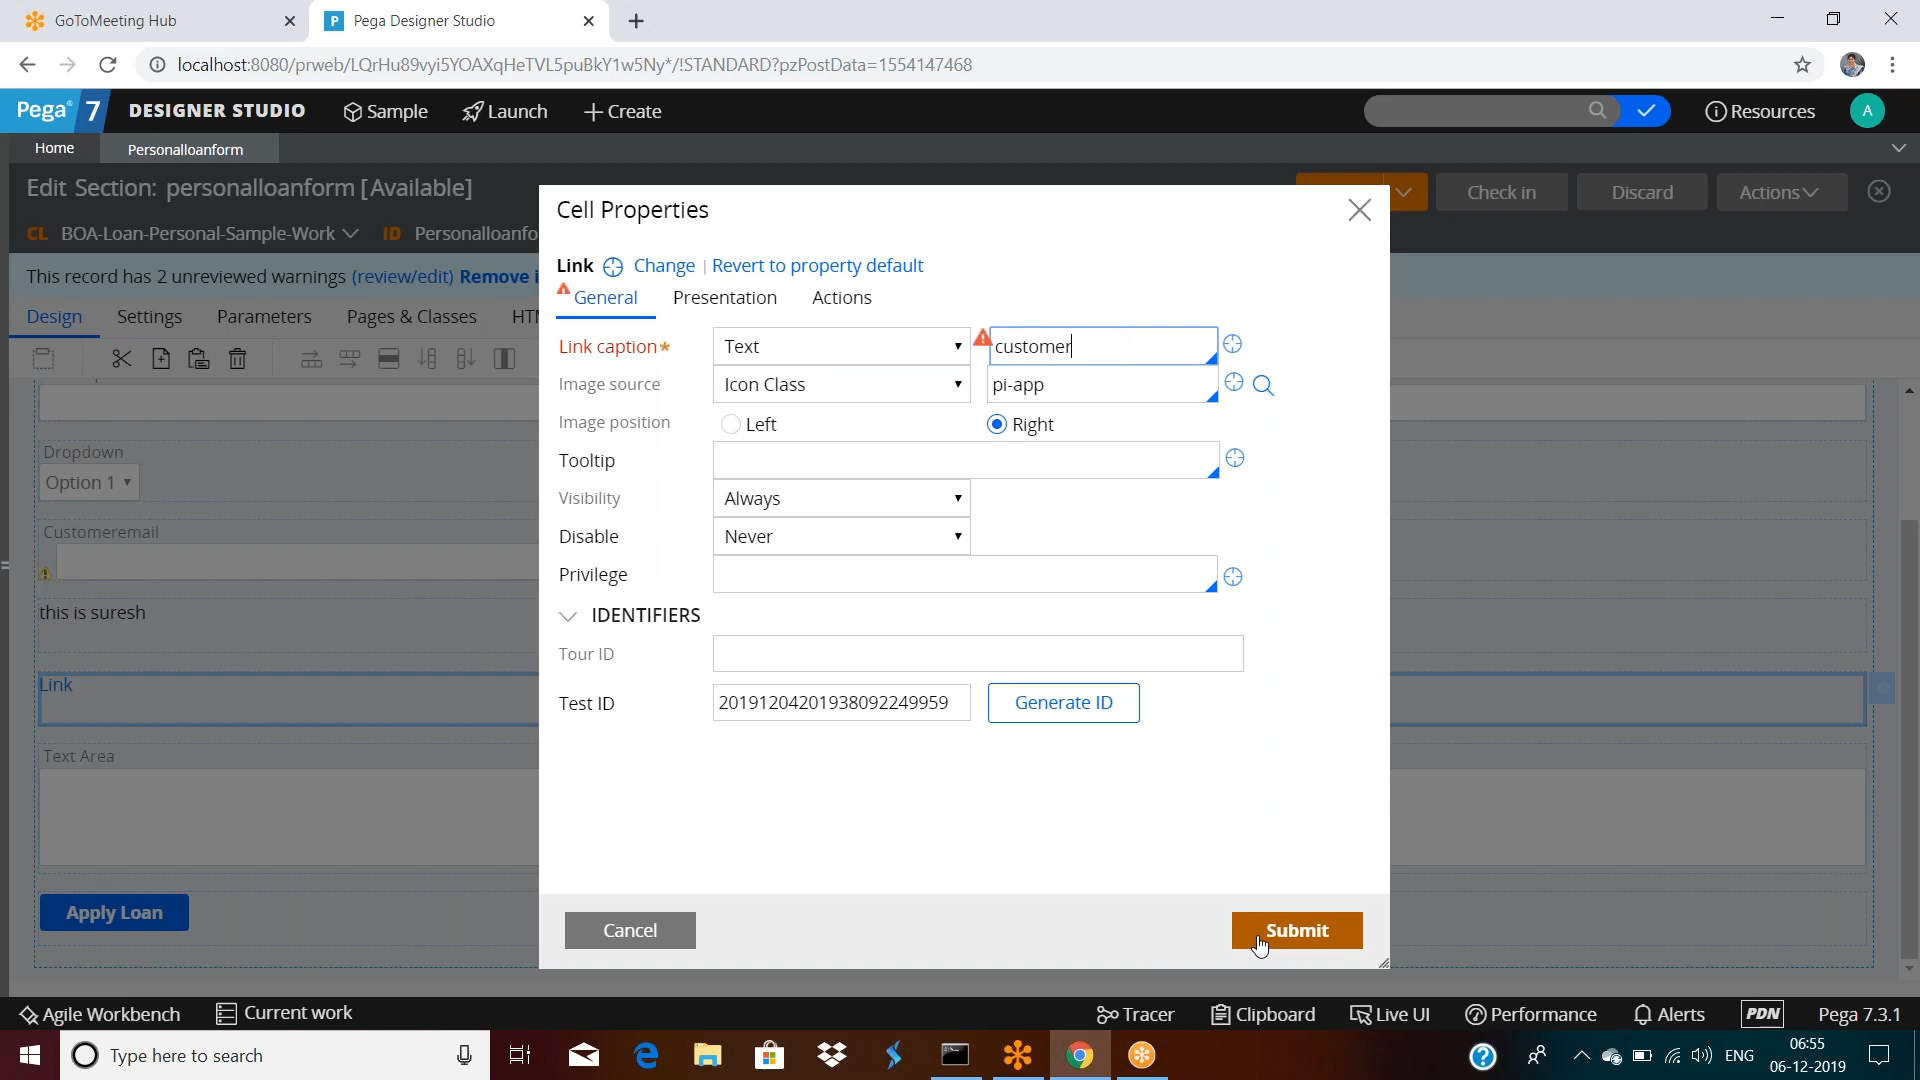 GoToMeeting Hub
Pega Designer Studio
localhost:8080/prweb/LQrHu89vyi5YOAXqHeTVL5puBkY1w5Ny*/!STANDARD?pzPostData=1554147468
Pega 7 DESIGNER STUDIO Sample Launch + Create Resources A
Home Personalloanform
Edit Section: personalloanform [Available] Check in Discard Actions
CL BOA-Loan-Personal-Sample-Work ID Personalloanfo
This record has 2 unreviewed warnings (review/edit) Remove
Design Settings Parameters Pages & Classes HT
Dropdown
Option 1
Customeremail
this is suresh
Link
Text Area
Apply Loan
Cell Properties
Link Change | Revert to property default
General Presentation Actions
Link caption* Text customer
Image source Icon Class pi-app
Image position Left Right
Tooltip
Visibility Always
Disable Never
Privilege
IDENTIFIERS
Tour ID
Test ID 20191204201938092249959 Generate ID
Cancel Submit
Agile Workbench Current work Tracer Clipboard Live UI Performance Alerts PDN Pega 7.3.1
Type here to search ENG 06:55
06-12-2019